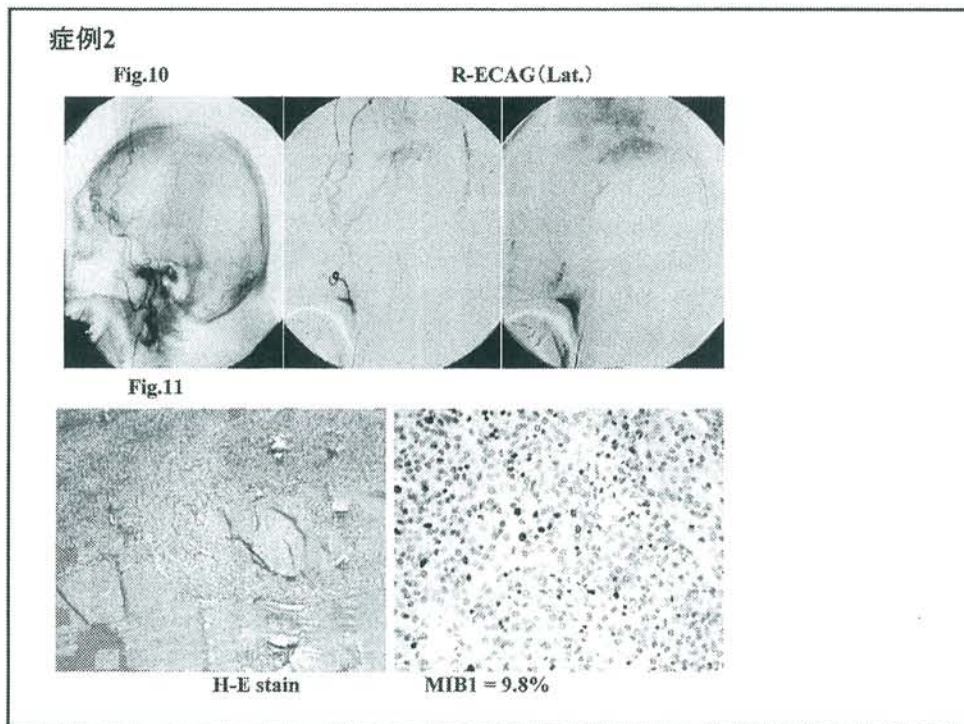 症例2
Fig.10 R-ECAG(Lat.)
Fig.11
H-E stain MIB1 = 9.8%